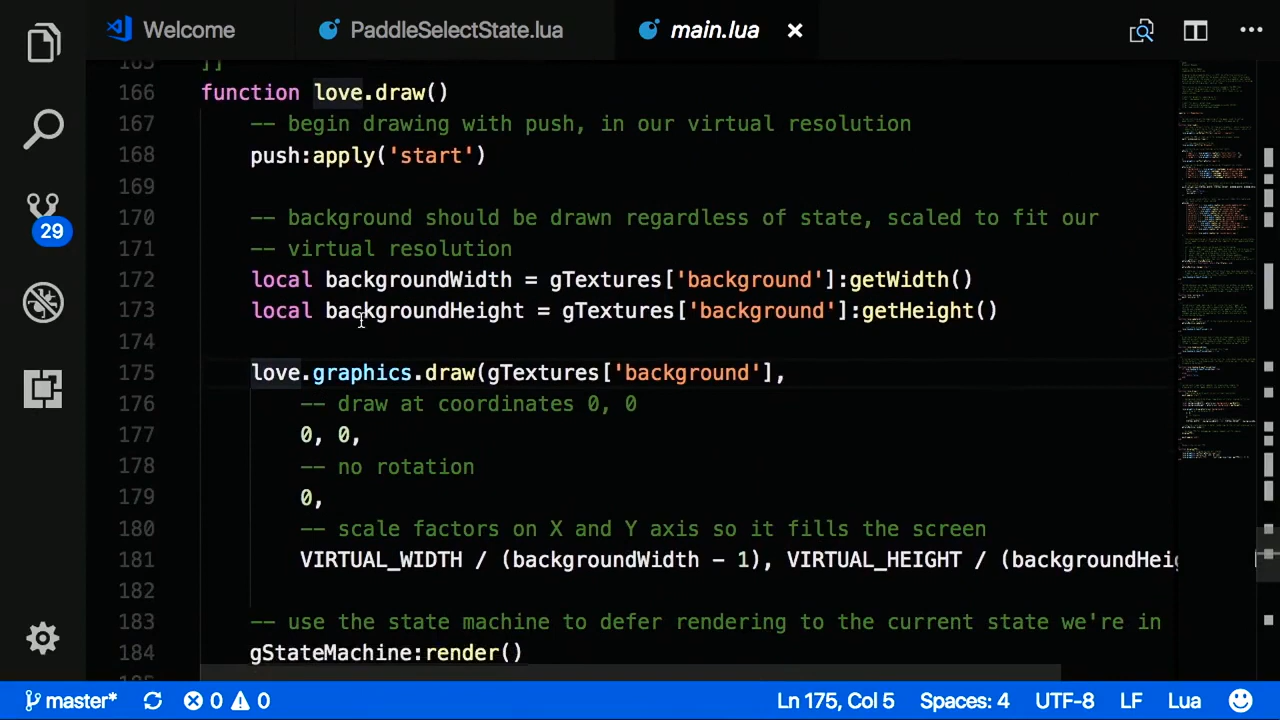 Welcome
PaddleSelectState.lua
main.lua
165 ]]
166 function love.draw()
167 -- begin drawing with push, in our virtual resolution
168 push:apply('start')
169
170 -- background should be drawn regardless of state, scaled to fit our
171 -- virtual resolution
172 local backgroundWidth = gTextures['background']:getWidth()
173 local backgroundHeight = gTextures['background']:getHeight()
174
175 love.graphics.draw(gTextures['background'],
176 -- draw at coordinates 0, 0
177 0, 0,
178 -- no rotation
179 0,
180 -- scale factors on X and Y axis so it fills the screen
181 VIRTUAL_WIDTH / (backgroundWidth - 1), VIRTUAL_HEIGHT / (backgroundHeig
182
183 -- use the state machine to defer rendering to the current state we're in
184 gStateMachine:render()
29
master* 0 0 Ln 175, Col 5 Spaces: 4 UTF-8 LF Lua